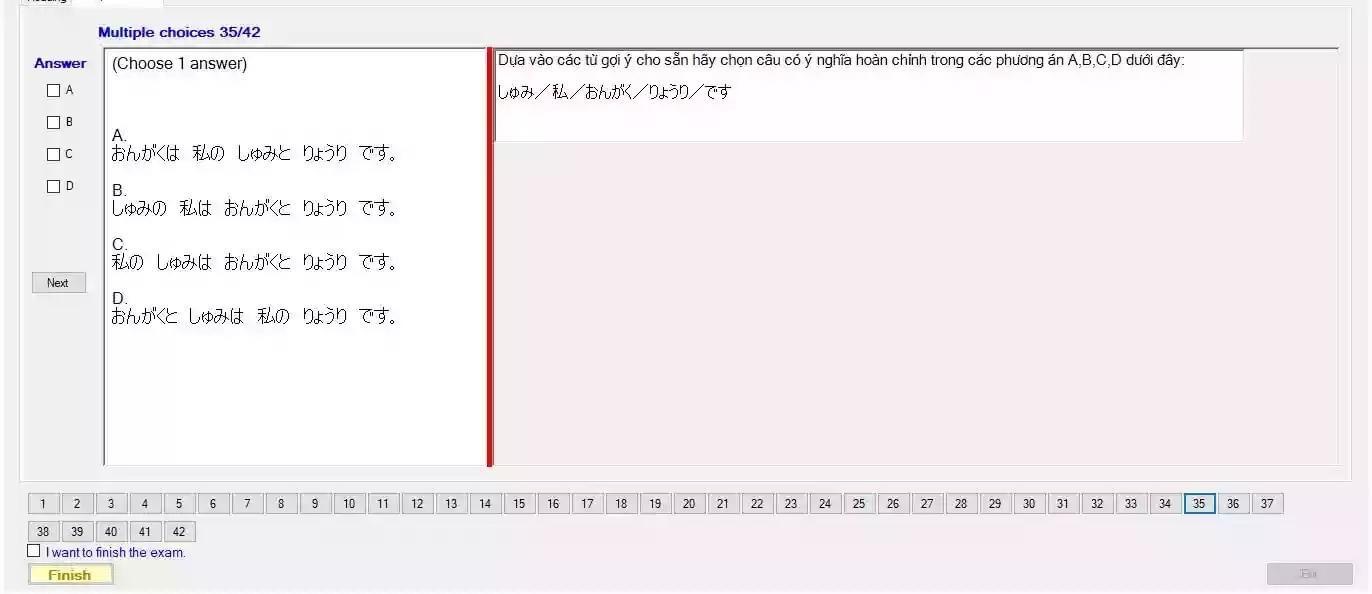 Multiple choices 35/42
Answer
(Choose 1 answer)
A
B
C
D
A.
おんがくは 私の しゅみと りょうり です。
B.
しゅみの 私は おんがくと りょうり です。
C.
私の しゅみは おんがくと りょうり です。
D.
おんがくと しゅみは 私の りょうり です。
Next
Dựa vào các từ gợi ý cho sẵn hãy chọn câu có ý nghĩa hoàn chỉnh trong các phương án A,B,C,D dưới đây:
しゅみ／私／おんがく／りょうり／です
1 2 3 4 5 6 7 8 9 10 11 12 13 14 15 16 17 18 19 20 21 22 23 24 25 26 27 28 29 30 31 32 33 34 35 36 37
38 39 40 41 42
I want to finish the exam.
Finish